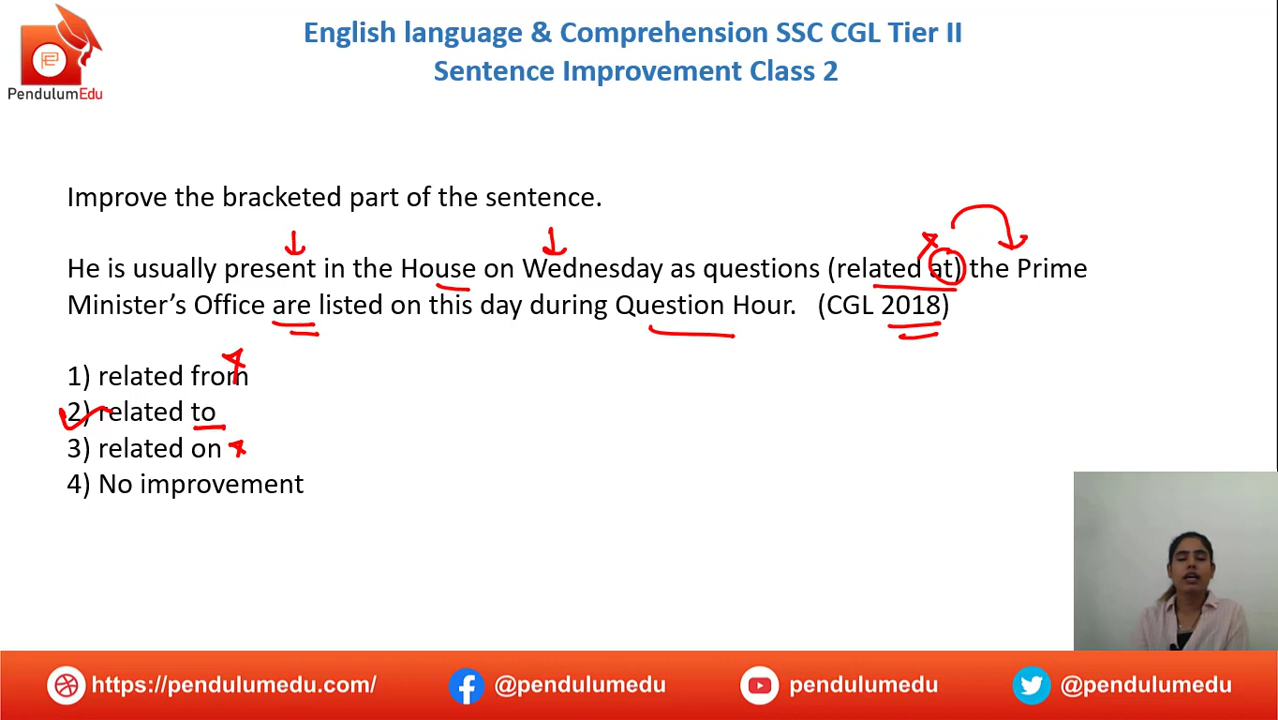 English language & Comprehension SSC CGL Tier II
Sentence Improvement Class 2
PendulumEdu
Improve the bracketed part of the sentence.
He is usually present in the House on Wednesday as questions (related at) the Prime
Minister’s Office are listed on this day during Question Hour. (CGL 2018)
1) related from
2) related to
3) related on
4) No improvement
https://pendulumedu.com/ @pendulumedu pendulumedu @pendulumedu